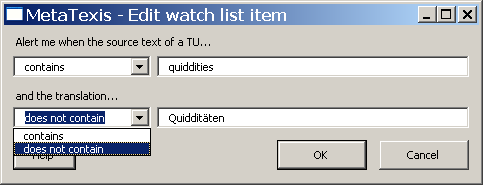 MetaTexis - Edit watch list item
Alert me when the source text of a TU...
contains quiddities
and the translation...
does not contain Quidditäten
contains
does not contain
Help OK Cancel